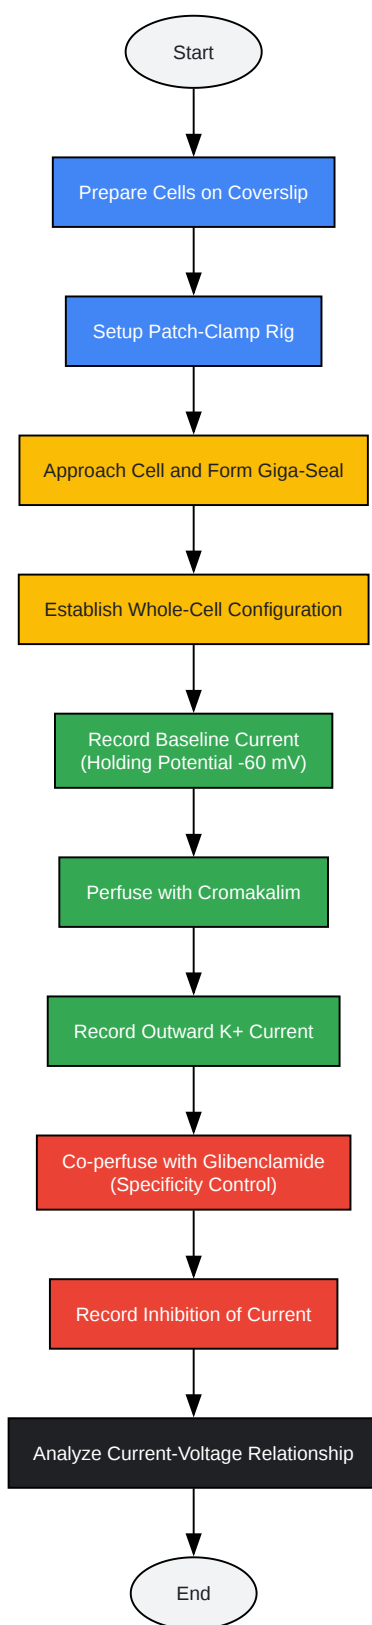 Start
Prepare Cells on Coverslip
Setup Patch-Clamp Rig
Approach Cell and Form Giga-Seal
Establish Whole-Cell Configuration
Record Baseline Current
(Holding Potential -60 mV)
Perfuse with Cromakalim
Record Outward K+ Current
Co-perfuse with Glibenclamide
(Specificity Control)
Record Inhibition of Current
Analyze Current-Voltage Relationship
End